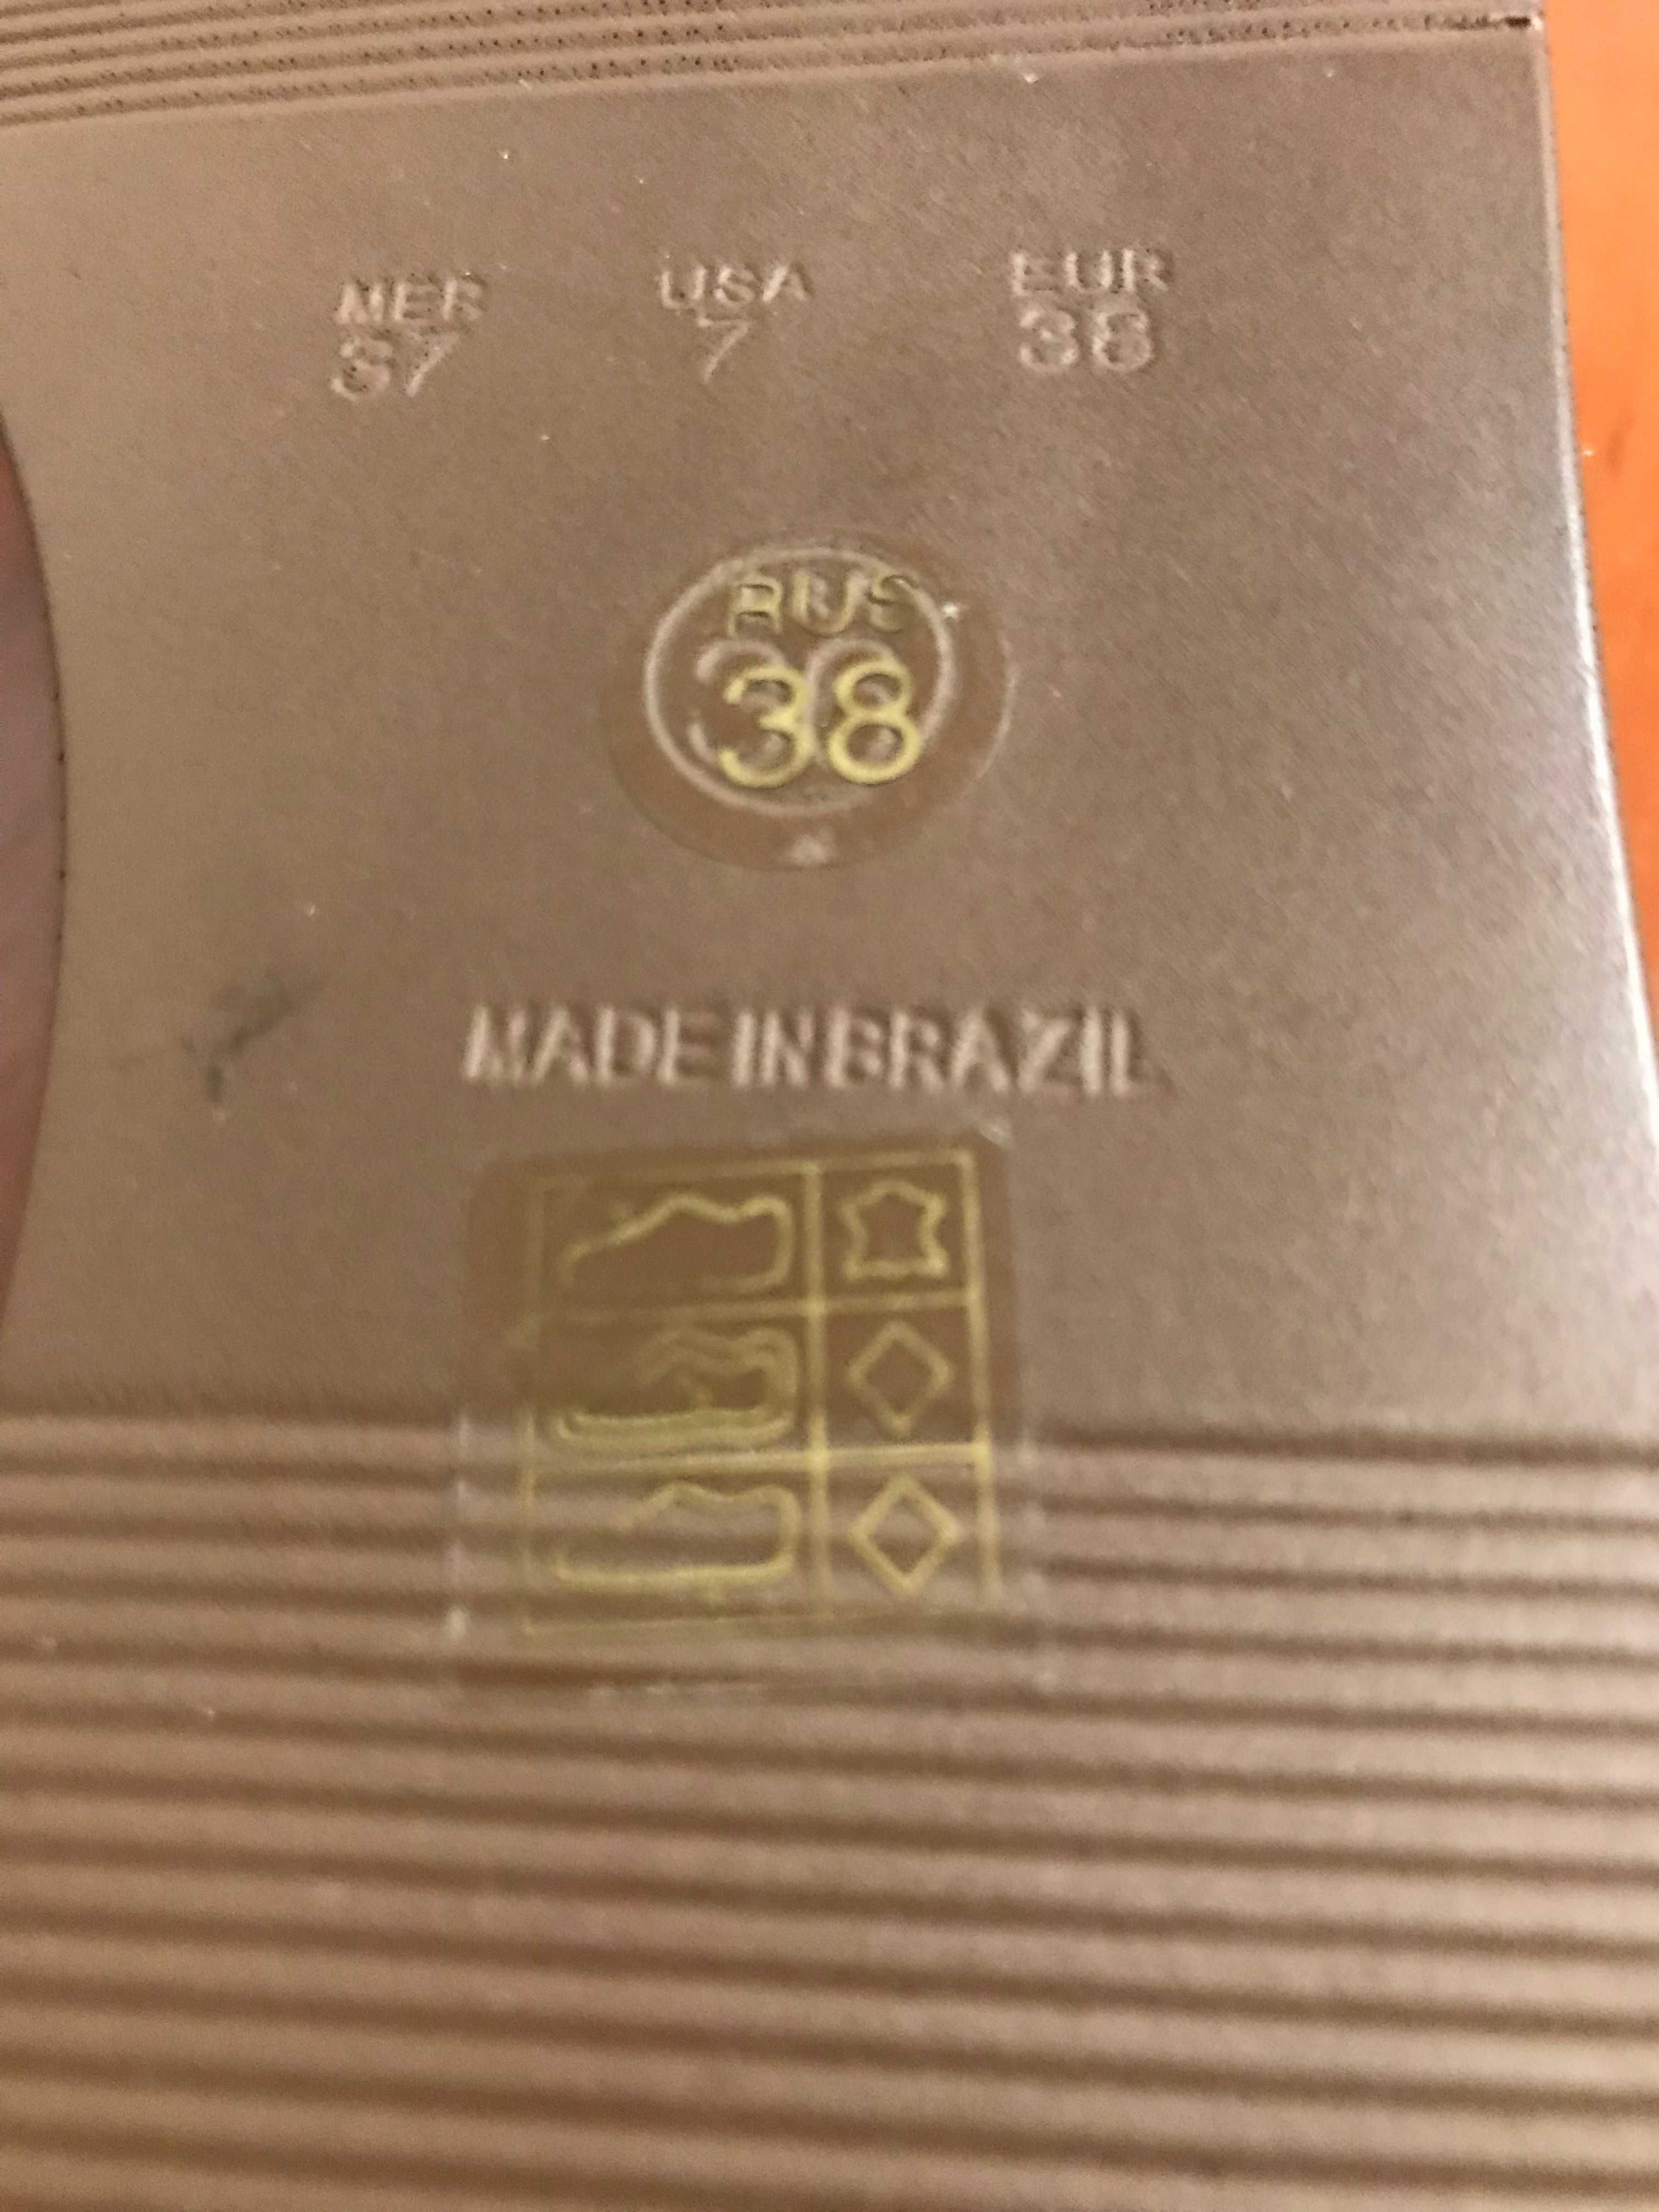 MER USA EUR
37 7 38
RUS
38
MADE IN BRAZIL